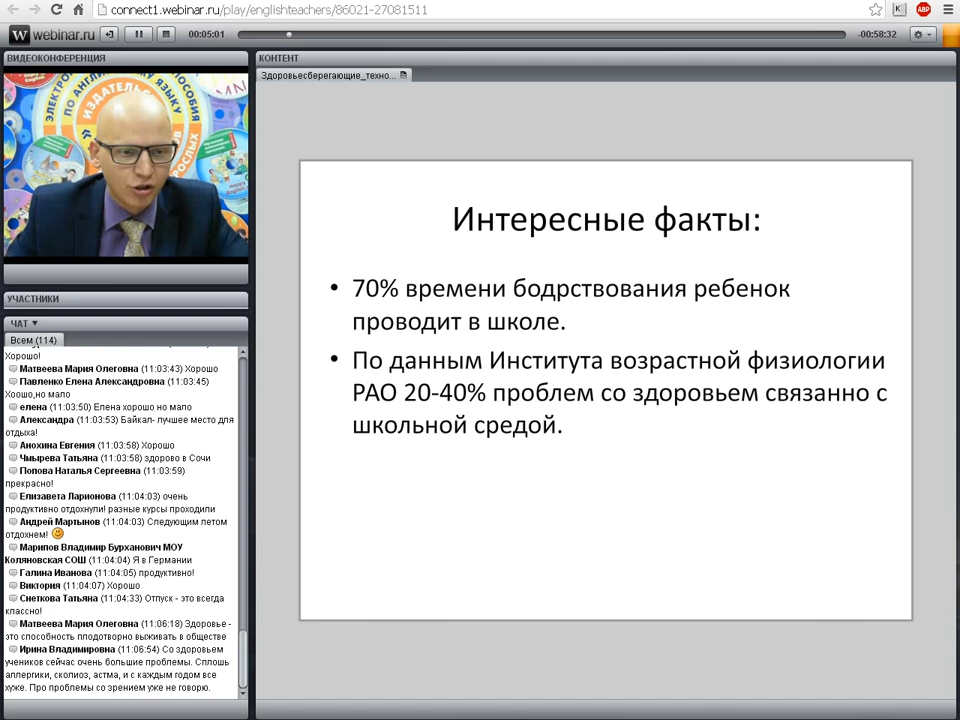 connect1.webinar.ru/play/englishteachers/86021-27081511
webinar.ru
00:05:01
-00:58:32
ВИДЕОКОНФЕРЕНЦИЯ
ЭЛЕКТРОН
ПО АНГЛИ
МУ ЯЗЫКУ
ПОСОБИЯ
ИЗДАТЕЛЬ
РОСЛЫХ
УЧАСТНИКИ
ЧАТ
Всем (114)
Хорошо!
Матвеева Мария Олеговна (11:03:43) Хорошо
Павленко Елена Александровна (11:03:45)
Хоошо,но мало
елена (11:03:50) Елена хорошо но мало
Александра (11:03:53) Байкал- лучшее место для
отдыха!
Анохина Евгения (11:03:58) Хорошо
Чмырева Татьяна (11:03:58) здорово в Сочи
Попова Наталья Сергеевна (11:03:59)
прекрасно!
Елизавета Ларионова (11:04:03) очень
продуктивно отдохнули! разные курсы проходили
Андрей Мартынов (11:04:03) Следующим летом
отдохнем!
Марипов Владимир Бурханович МОУ
Коляновская СОШ (11:04:04) Я в Германии
Галина Иванова (11:04:05) продуктивно!
Виктория (11:04:07) Хорошо
Снеткова Татьяна (11:04:33) Отпуск - это всегда
классно!
Матвеева Мария Олеговна (11:06:18) Здоровье -
это способность плодотворно выживать в обществе
Ирина Владимировна (11:06:54) Со здоровьем
учеников сейчас очень большие проблемы. Сплошь
аллергики, сколиоз, астма, и с каждым годом все
хуже. Про проблемы со зрением уже не говорю.
КОНТЕНТ
Здоровьесберегающие_техно...
Интересные факты:
• 70% времени бодрствования ребенок
проводит в школе.
• По данным Института возрастной физиологии
РАО 20-40% проблем со здоровьем связанно с
школьной средой.